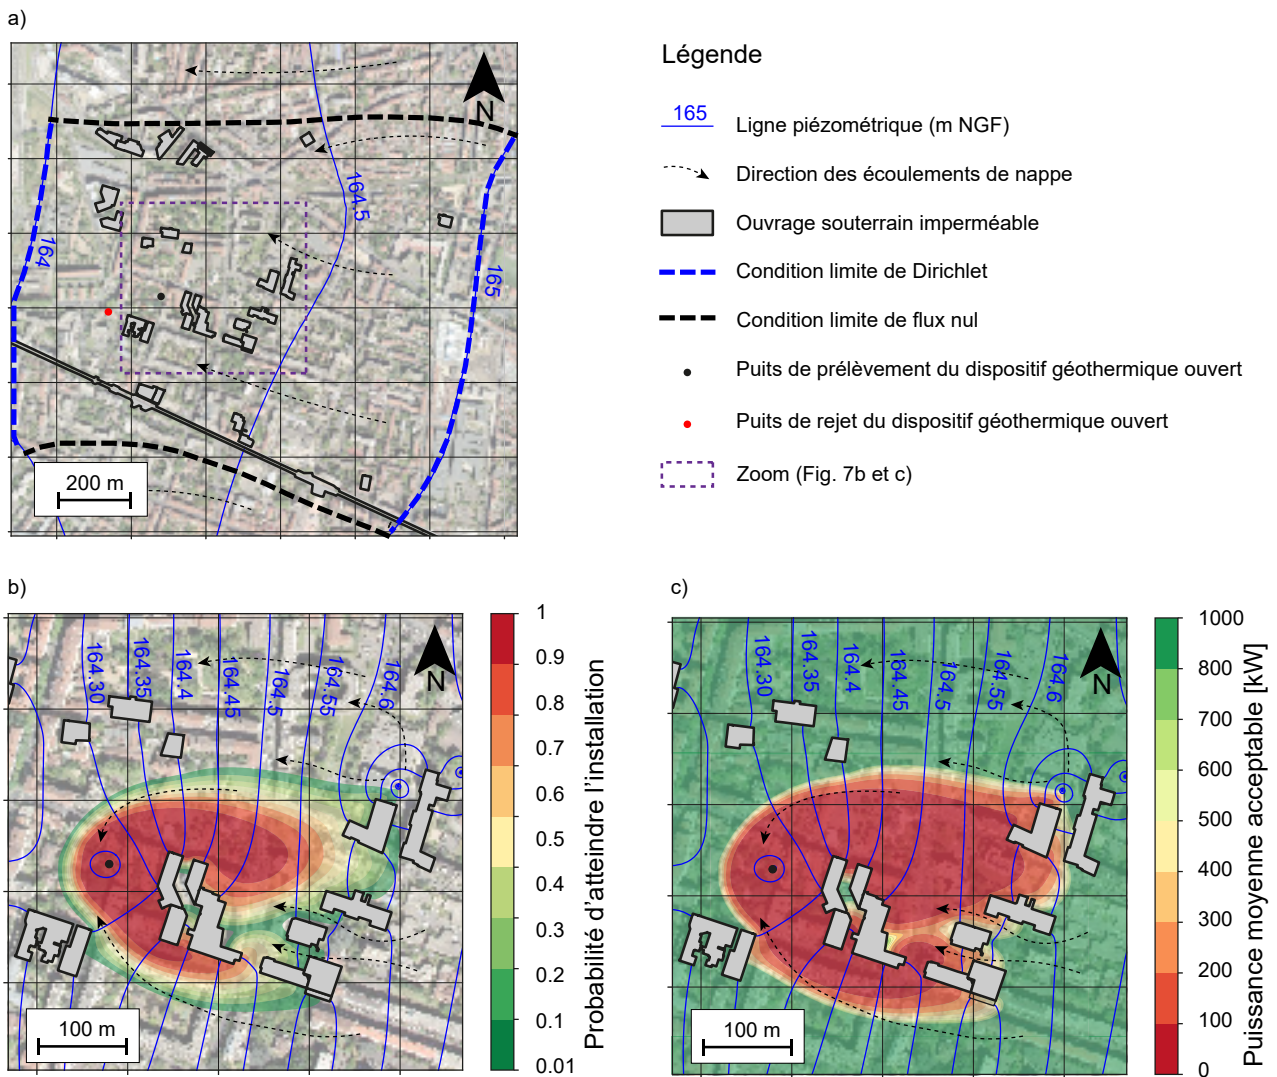 a)
N
164.5
164
165
200 m
Légende
165
Ligne piézométrique (m NGF)
Direction des écoulements de nappe
Ouvrage souterrain imperméable
Condition limite de Dirichlet
Condition limite de flux nul
Puits de prélèvement du dispositif géothermique ouvert
Puits de rejet du dispositif géothermique ouvert
Zoom (Fig. 7b et c)
b)
164.30
164.35
164.4
164.45
164.5
164.55
164.6
N
100 m
1
0.9
0.8
0.7
0.6
0.5
0.4
0.3
0.2
0.1
0.01
Probabilité d'atteindre l'installation
c)
164.30
164.35
164.4
164.45
164.5
164.55
164.6
N
100 m
1000
800
700
600
500
400
300
200
100
0
Puissance moyenne acceptable [kW]